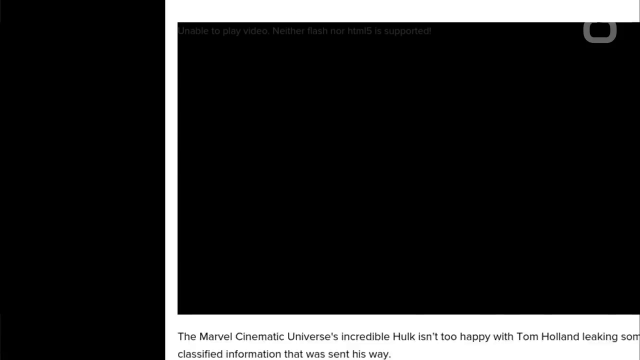 Unable to play video. Neither flash nor html5 is supported!
The Marvel Cinematic Universe's incredible Hulk isn't too happy with Tom Holland leaking som
classified information that was sent his way.